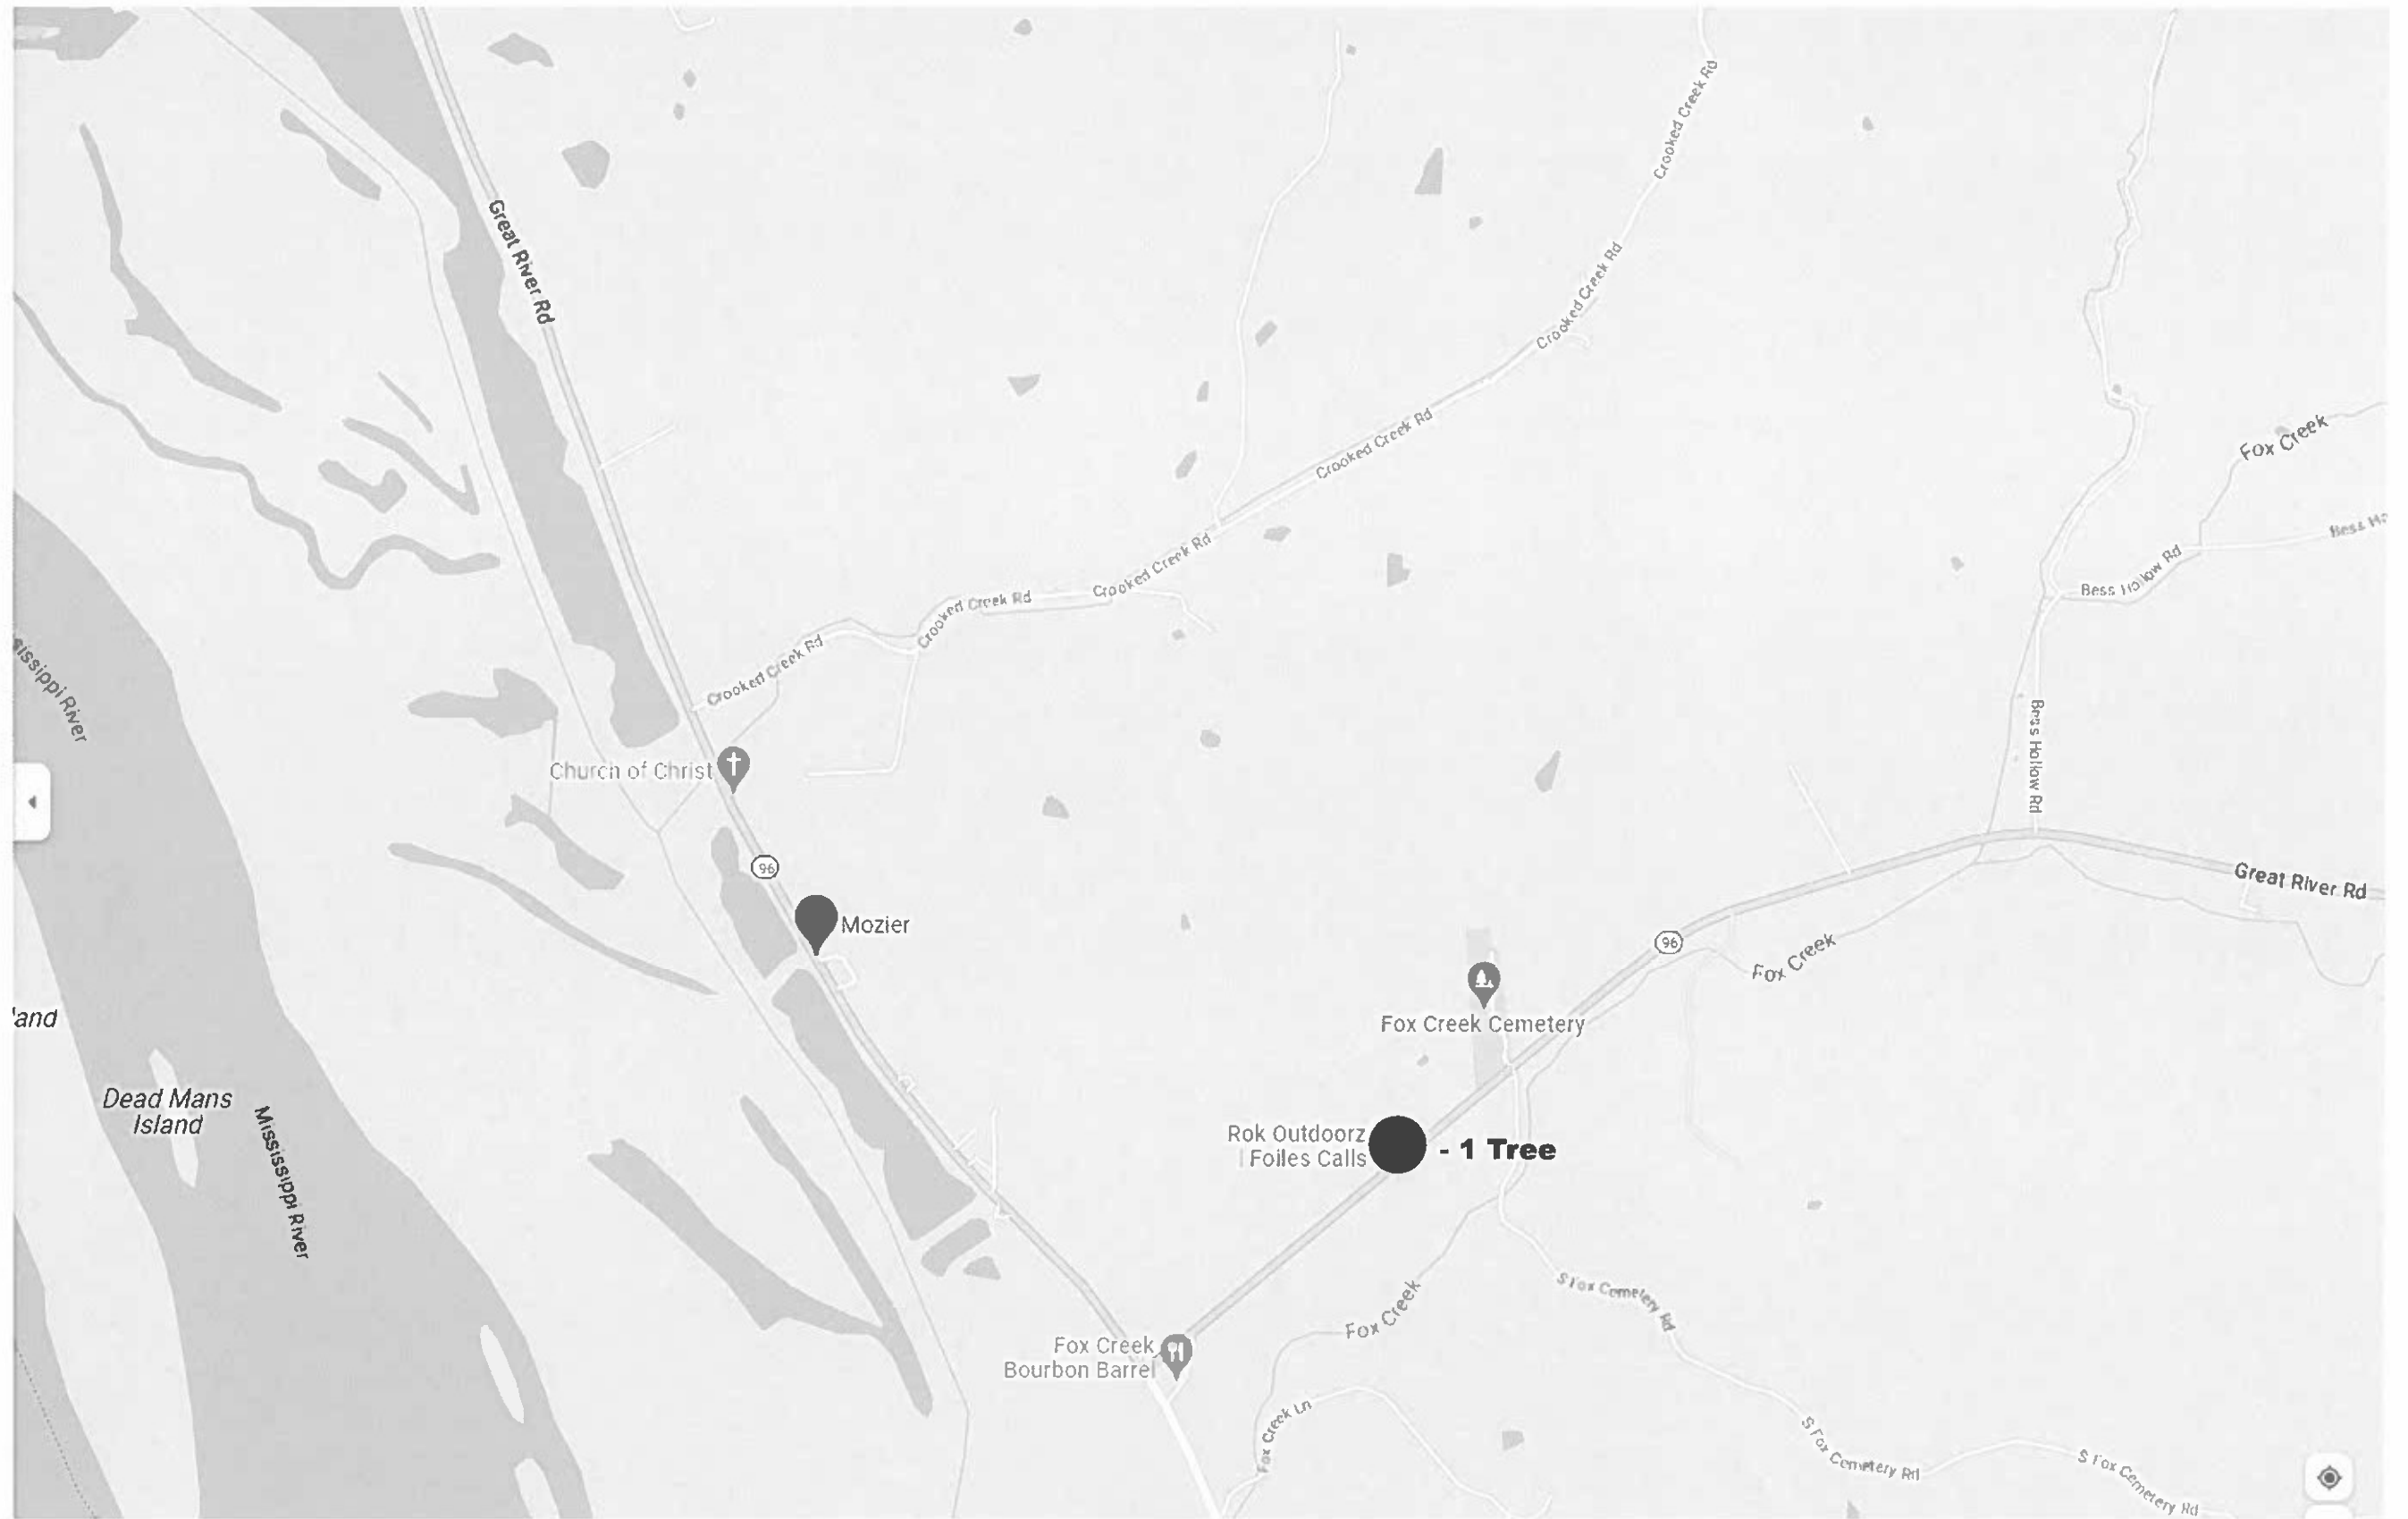 Crooked Creek Rd
Great River Rd
Crooked Creek Rd
Crooked Creek Rd
Fox Creek
Bess
Crooked Creek Rd
Bess Hollow Rd
Crooked Creek Rd
Crooked Creek Rd
ssissippi River
Bess Hollow Rd
Church of Christ
96
Great River Rd
Mozier
96
Fox Creek
'and
Fox Creek Cemetery
Dead Mans
Island
Mississippi River
Rok Outdoorz
Foiles Calls
- 1 Tree
S Fox Cemetery Rd
Fox Creek
Fox Creek
Bourbon Barrel
Fox Creek Ln
S Fox Cemetery Rd
S Fox Cemetery Rd